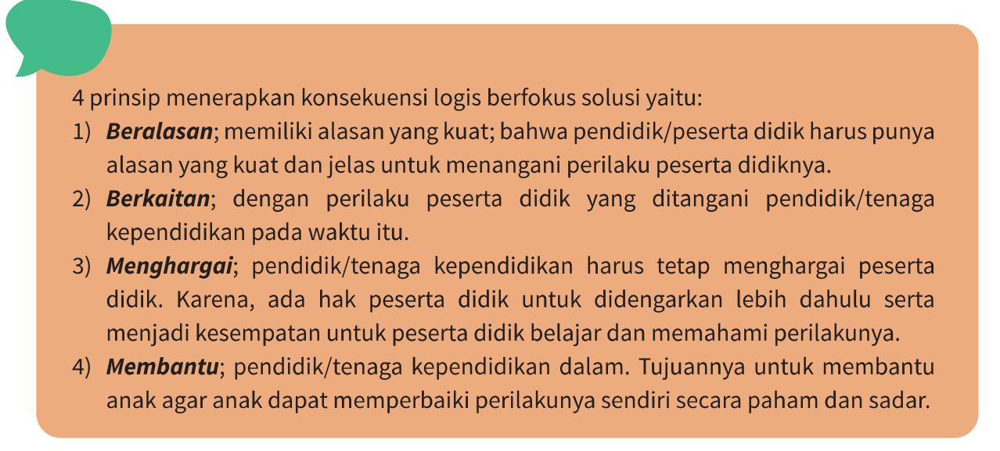 4 prinsip menerapkan konsekuensi logis berfokus solusi yaitu:
1) Beralasan; memiliki alasan yang kuat; bahwa pendidik/peserta didik harus punya
alasan yang kuat dan jelas untuk menangani perilaku peserta didiknya.
2) Berkaitan; dengan perilaku peserta didik yang ditangani pendidik/tenaga
kependidikan pada waktu itu.
3) Menghargai; pendidik/tenaga kependidikan harus tetap menghargai peserta
didik. Karena, ada hak peserta didik untuk didengarkan lebih dahulu serta
menjadi kesempatan untuk peserta didik belajar dan memahami perilakunya.
4) Membantu; pendidik/tenaga kependidikan dalam. Tujuannya untuk membantu
anak agar anak dapat memperbaiki perilakunya sendiri secara paham dan sadar.